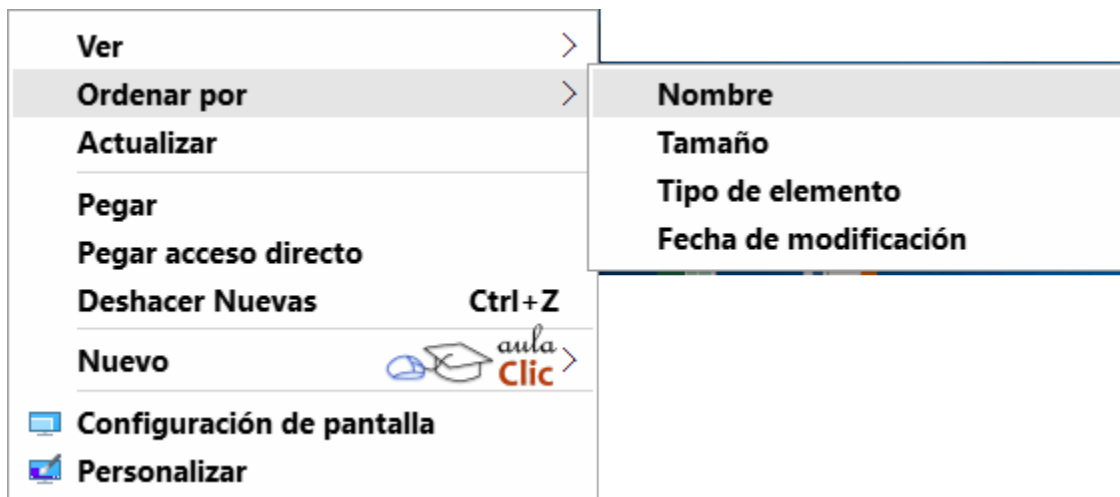 Ver
Ordenar por
Actualizar
Pegar
Pegar acceso directo
Deshacer Nuevas Ctrl+Z
Nuevo
aula
Clic
Configuración de pantalla
Personalizar
Nombre
Tamaño
Tipo de elemento
Fecha de modificación